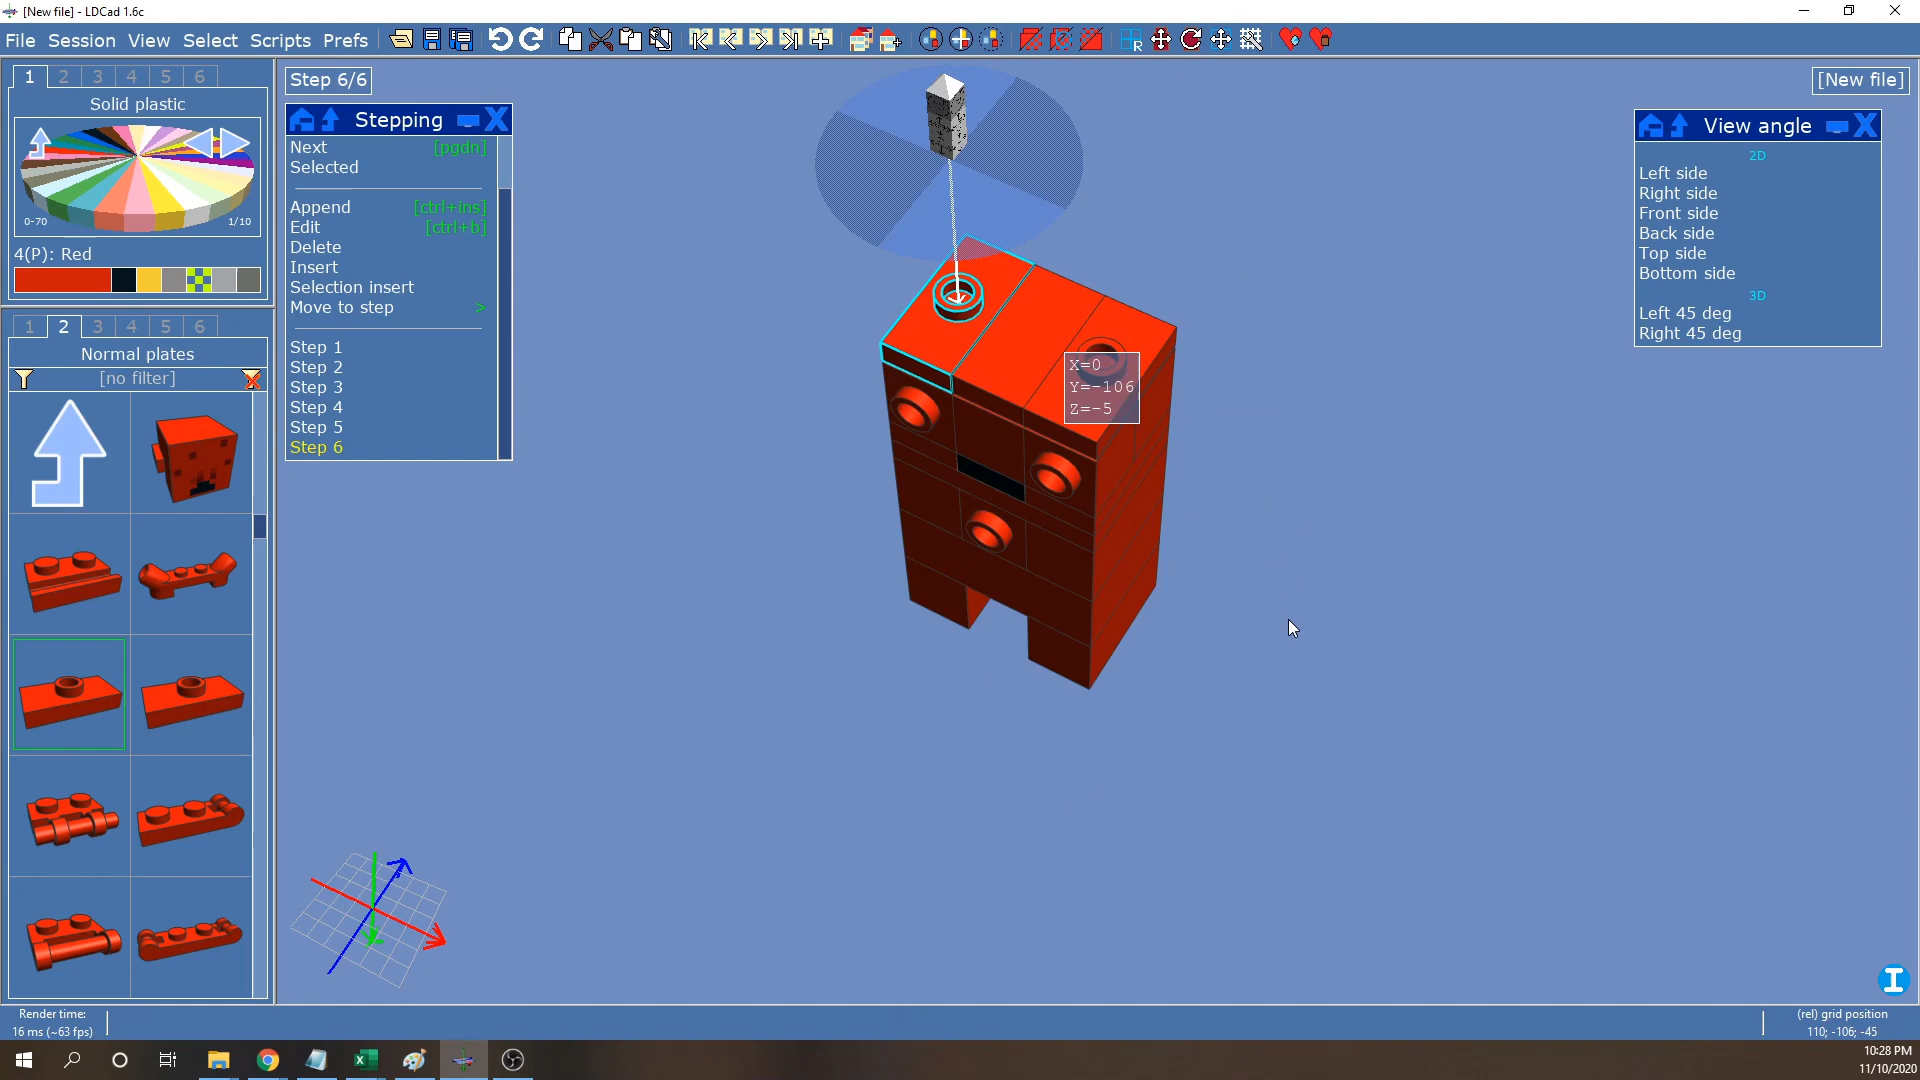 [New file] - LDCad 1.6c
File Session View Select Scripts Prefs
1 2 3 4 5 6
Solid plastic
0-70 1/10
4(P): Red
1 2 3 4 5 6
Normal plates
[no filter]
Step 6/6
Stepping
Next [pgdn]
Selected
Append [ctrl+ins]
Edit [ctrl+b]
Delete
Insert
Selection insert
Move to step >
Step 1
Step 2
Step 3
Step 4
Step 5
Step 6
X=0
Y=-106
Z=-5
[New file]
View angle
2D
Left side
Right side
Front side
Back side
Top side
Bottom side
3D
Left 45 deg
Right 45 deg
Render time:
16 ms (~63 fps)
(rel) grid position
110; -106; -45
10:28 PM
11/10/2020